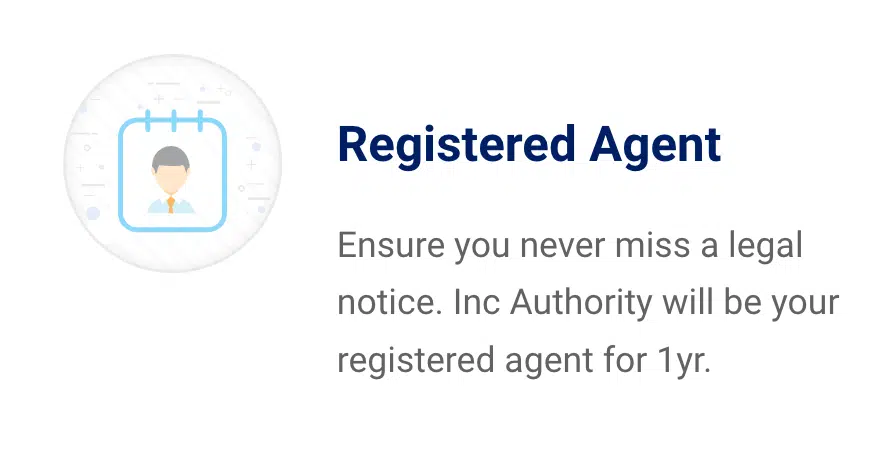 Registered Agent
Ensure you never miss a legal
notice. Inc Authority will be your
registered agent for 1yr.